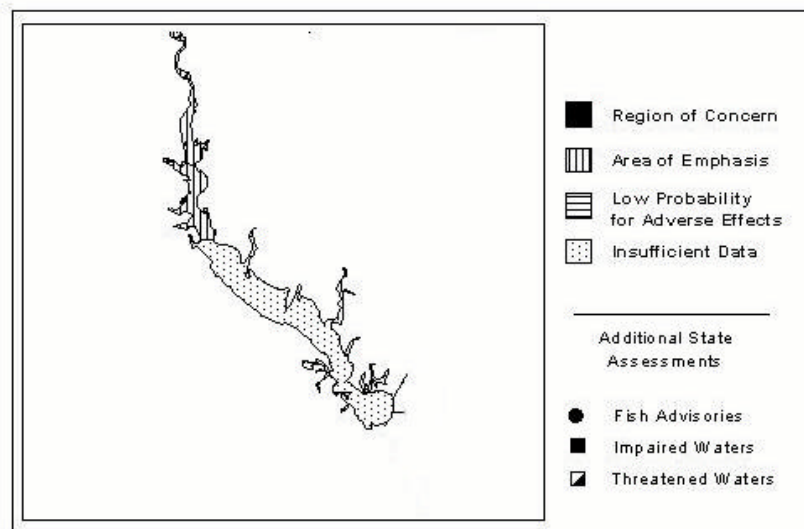 Region of Concern
Area of Emphasis
Low Probability
for Adverse Effects
Insufficient Data
Additional State
Assessments
Fish Advisories
Impaired Waters
Threatened Waters